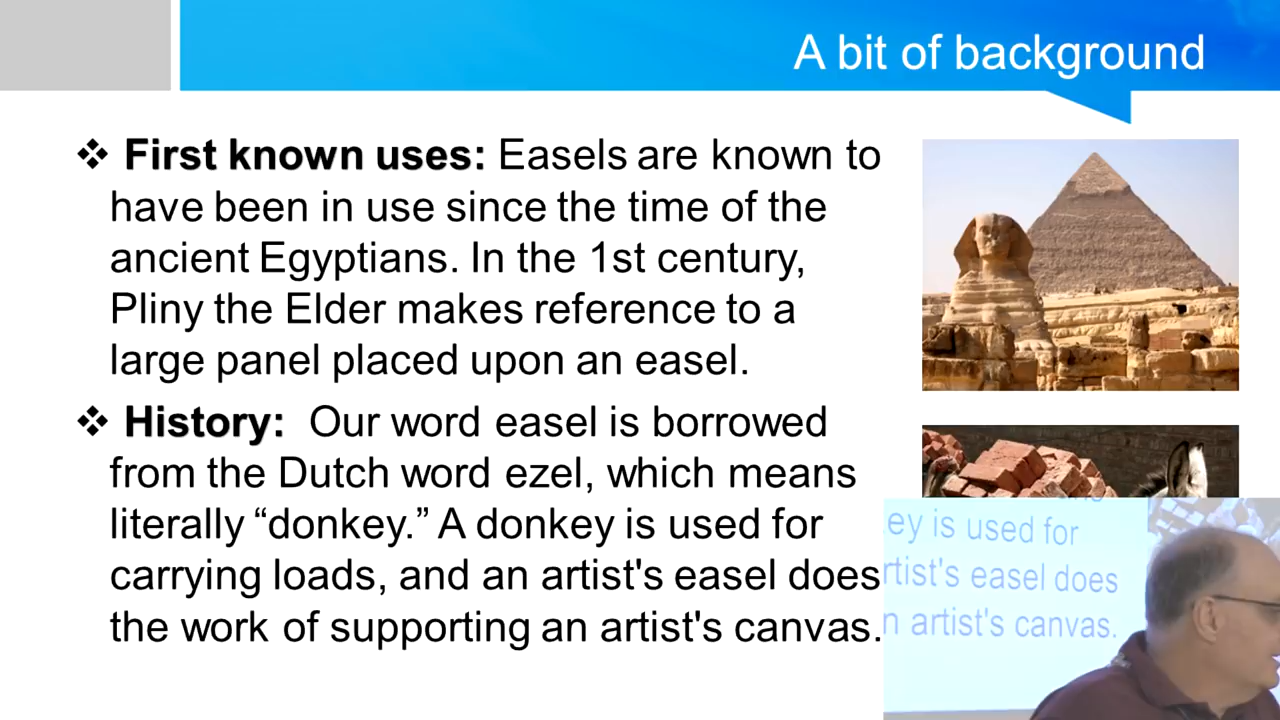 A bit of background
❖ First known uses: Easels are known to
have been in use since the time of the
ancient Egyptians. In the 1st century,
Pliny the Elder makes reference to a
large panel placed upon an easel.
❖ History: Our word easel is borrowed
from the Dutch word ezel, which means
literally “donkey.” A donkey is used for
carrying loads, and an artist's easel does
the work of supporting an artist's canvas.
ey is used for
rtist's easel does
n artist's canvas.